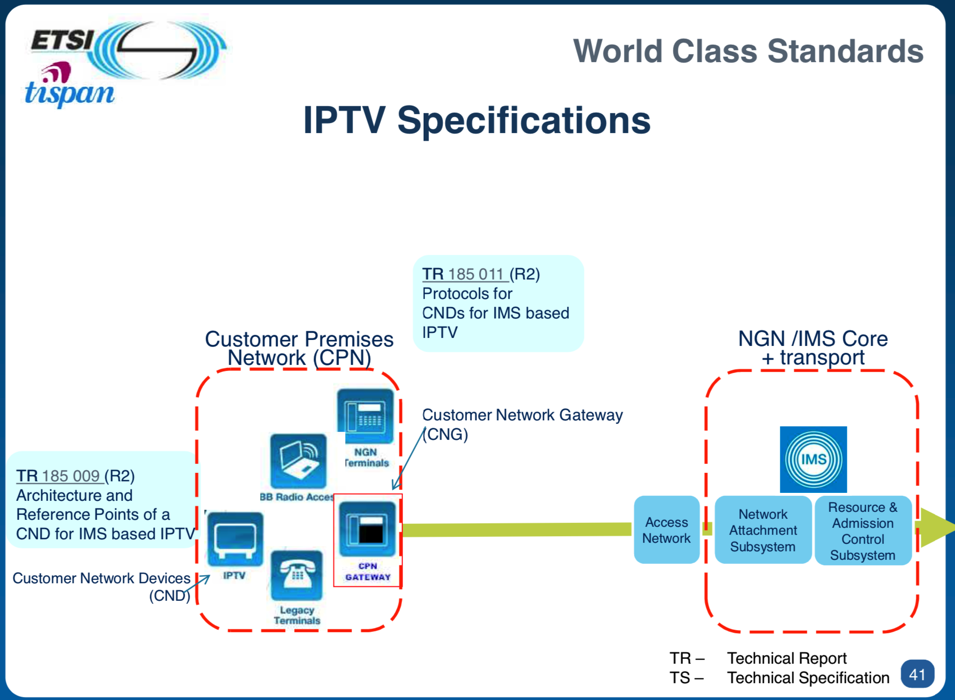 ETSI
tispan
World Class Standards
IPTV Specifications
TR 185 011 (R2)
Protocols for
CNDs for IMS based
IPTV
Customer Premises
Network (CPN)
NGN /IMS Core
+ transport
NGN
Terminals
Customer Network Gateway
(CNG)
BB Radio Acces
TR 185 009 (R2)
Architecture and
Reference Points of a
CND for IMS based IPTV
IPTV
CPN
GATEWAY
Legacy
Terminals
Customer Network Devices
(CND)
IMS
Access
Network
Network
Attachment
Subsystem
Resource &
Admission
Control
Subsystem
TR – Technical Report
TS – Technical Specification
41